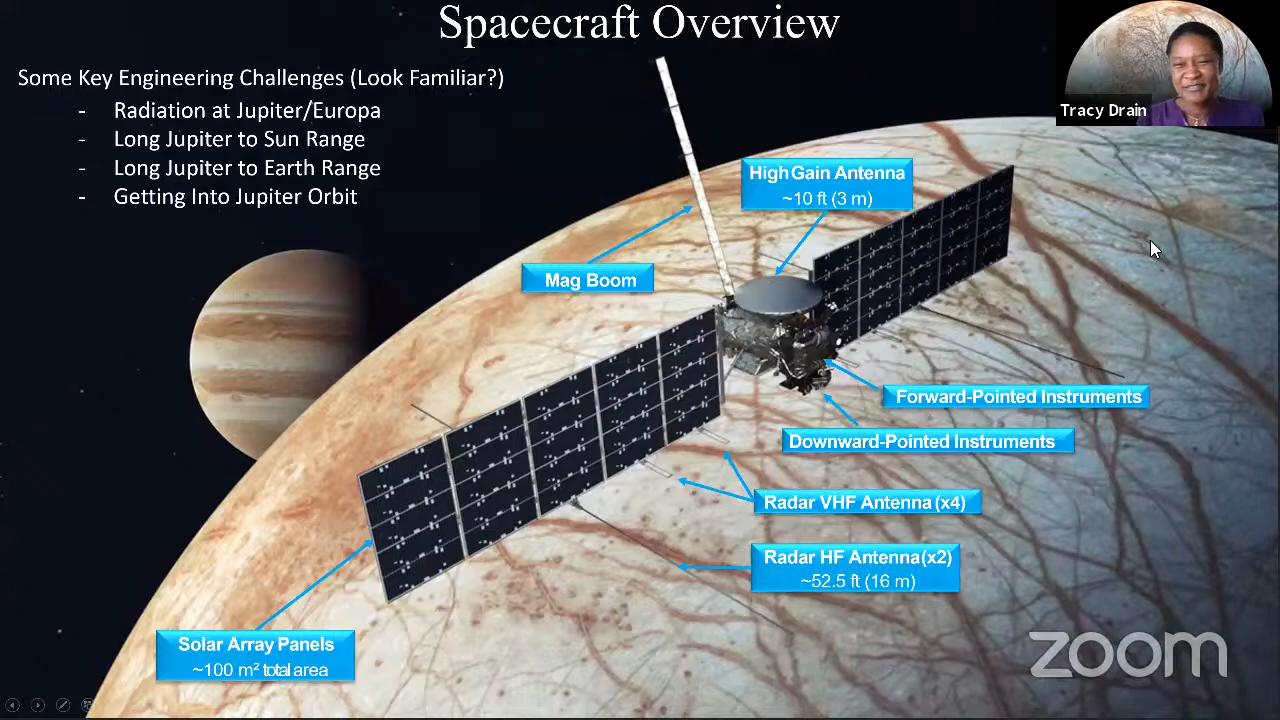 Spacecraft Overview
Some Key Engineering Challenges (Look Familiar?)
- Radiation at Jupiter/Europa
- Long Jupiter to Sun Range
- Long Jupiter to Earth Range
- Getting Into Jupiter Orbit
Tracy Drain
High Gain Antenna
~10 ft (3 m)
Mag Boom
Forward-Pointed Instruments
Downward-Pointed Instruments
Radar VHF Antenna (x4)
Radar HF Antenna (x2)
~52.5 ft (16 m)
Solar Array Panels
~100 m² total area
zoom